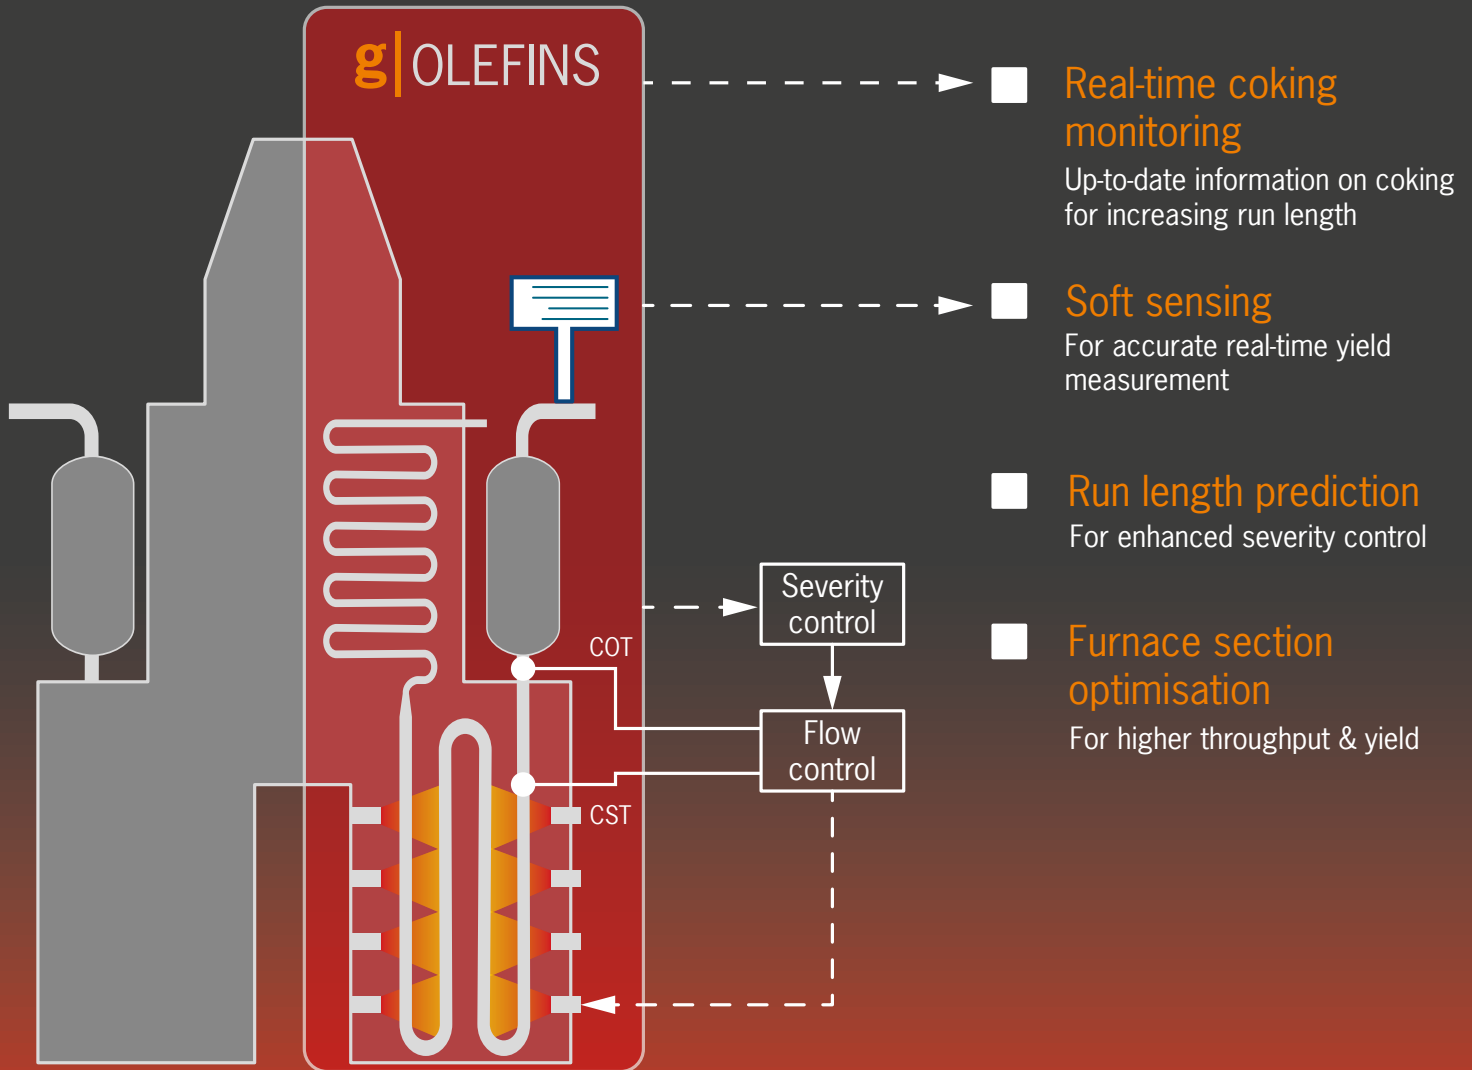 g|OLEFINS
Real-time coking
monitoring
Up-to-date information on coking
for increasing run length
Soft sensing
For accurate real-time yield
measurement
Run length prediction
For enhanced severity control
Severity
control
COT
Furnace section
optimisation
For higher throughput & yield
Flow
control
CST